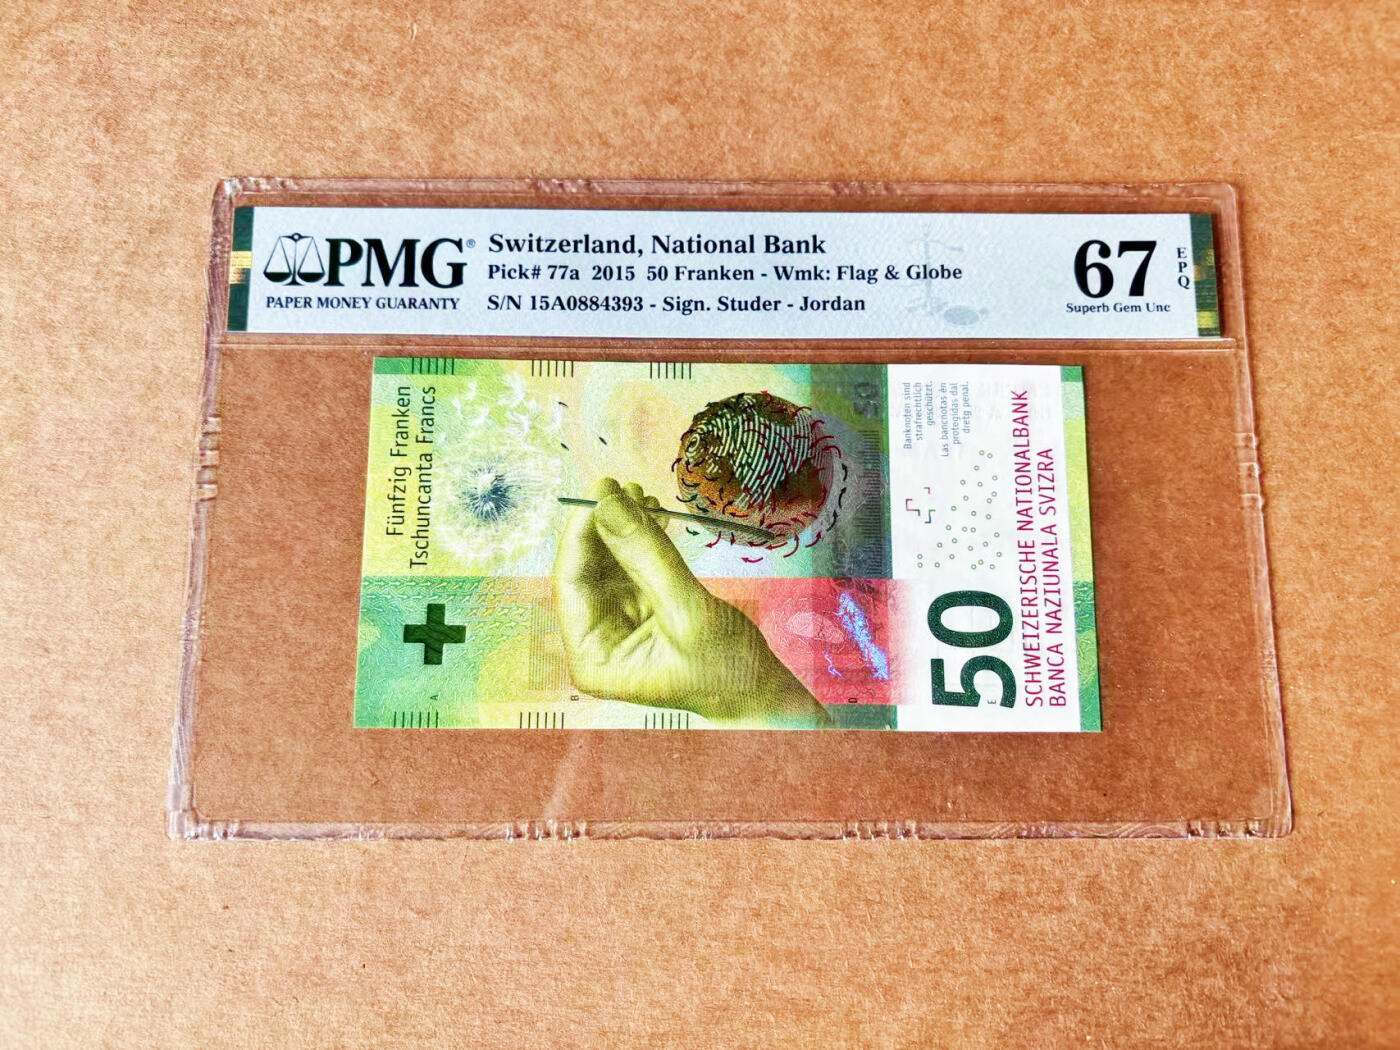 PMG®
PAPER MONEY GUARANTY
Switzerland, National Bank
Pick# 77a 2015 50 Franken - Wmk: Flag & Globe
S/N 15A0884393 - Sign. Studer - Jordan
67
Superb Gem Unc
EPQ
Fünfzig Franken
Tschuncanta Francs
50
Banknoten sind
strafrechtlich
geschützt.
Las bancnotas èn
protegidas dal
dretg penal.
50
SCHWEIZERISCHE NATIONALBANK
BANCA NAZIUNALA SVIZRA
A
B
D
E